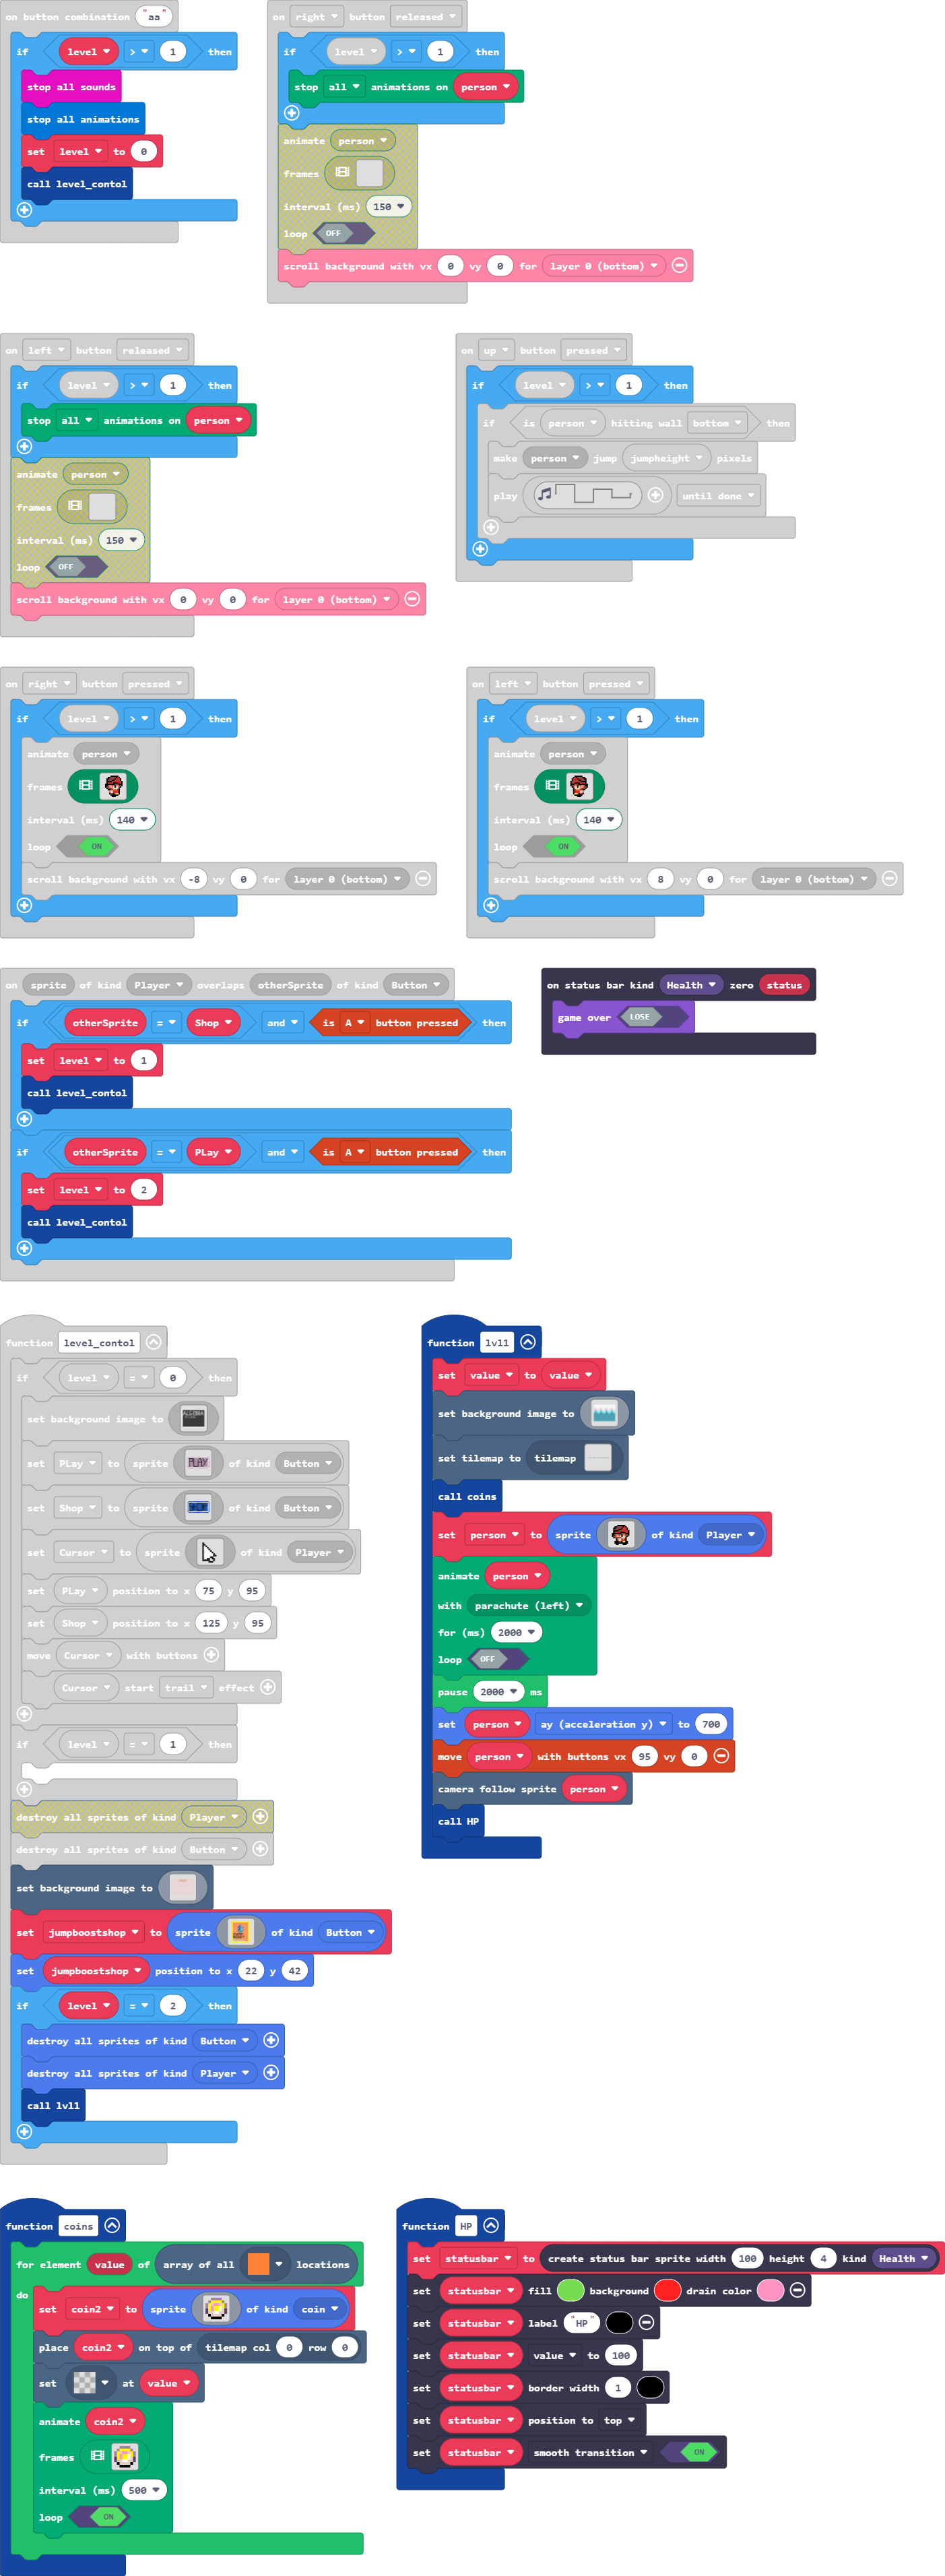 on button combination "aa"
if level > 1 then
stop all sounds
stop all animations
set level to 0
call level_contol
on right button released
if level > 1 then
stop all animations on person
animate person
frames
interval (ms) 150
loop OFF
scroll background with vx 0 vy 0 for layer 0 (bottom)
on left button released
if level > 1 then
stop all animations on person
animate person
frames
interval (ms) 150
loop OFF
scroll background with vx 0 vy 0 for layer 0 (bottom)
on up button pressed
if level > 1 then
if is person hitting wall bottom then
make person jump jumpheight pixels
play until done
on right button pressed
if level > 1 then
animate person
frames
interval (ms) 140
loop ON
scroll background with vx -8 vy 0 for layer 0 (bottom)
on left button pressed
if level > 1 then
animate person
frames
interval (ms) 140
loop ON
scroll background with vx 8 vy 0 for layer 0 (bottom)
on sprite of kind Player overlaps otherSprite of kind Button
if otherSprite = Shop and is A button pressed then
set level to 1
call level_contol
if otherSprite = PLay and is A button pressed then
set level to 2
call level_contol
on status bar kind Health zero status
game over LOSE
function level_contol
if level = 0 then
set background image to
set PLay to sprite PLAY of kind Button
set Shop to sprite of kind Button
set Cursor to sprite of kind Player
set PLay position to x 75 y 95
set Shop position to x 125 y 95
move Cursor with buttons
Cursor start trail effect
if level = 1 then
destroy all sprites of kind Player
destroy all sprites of kind Button
set background image to
set jumpboostshop to sprite of kind Button
set jumpboostshop position to x 22 y 42
if level = 2 then
destroy all sprites of kind Button
destroy all sprites of kind Player
call lvl1
function lvl1
set value to value
set background image to
set tilemap to tilemap
call coins
set person to sprite of kind Player
animate person
with parachute (left)
for (ms) 2000
loop OFF
pause 2000 ms
set person ay (acceleration y) to 700
move person with buttons vx 95 vy 0
camera follow sprite person
call HP
function coins
for element value of array of all locations
do
set coin2 to sprite of kind coin
place coin2 on top of tilemap col 0 row 0
set at value
animate coin2
frames
interval (ms) 500
loop ON
function HP
set statusbar to create status bar sprite width 100 height 4 kind Health
set statusbar fill background drain color
set statusbar label "HP"
set statusbar value to 100
set statusbar border width 1
set statusbar position to top
set statusbar smooth transition ON